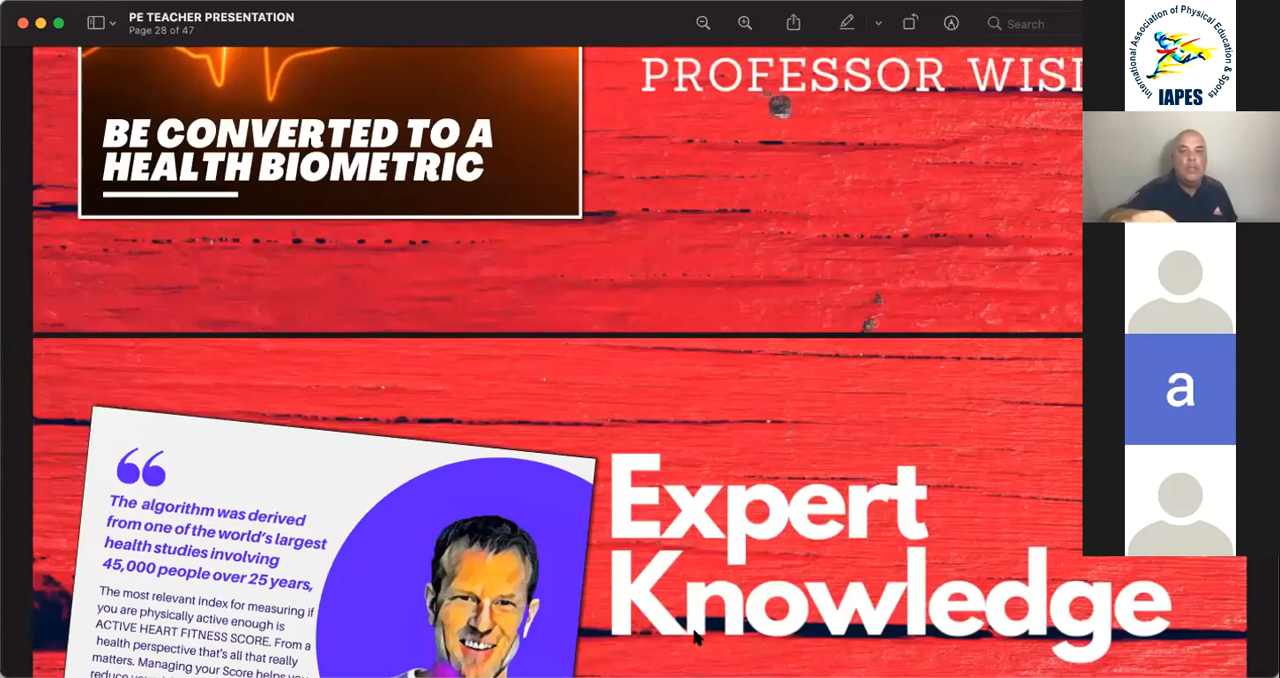 PE TEACHER PRESENTATION
Page 28 of 47
Search
International Association of Physical Education & Sports
IAPES
PROFESSOR
BE CONVERTED TO A
HEALTH BIOMETRIC
a
“
The algorithm was derived
from one of the world's largest
health studies involving
45,000 people over 25 years,
The most relevant index for measuring if
you are physically active enough is
ACTIVE HEART FITNESS SCORE. From a
health perspective that's all that really
matters. Managing your Score helps
reduce
Expert
Knowledge